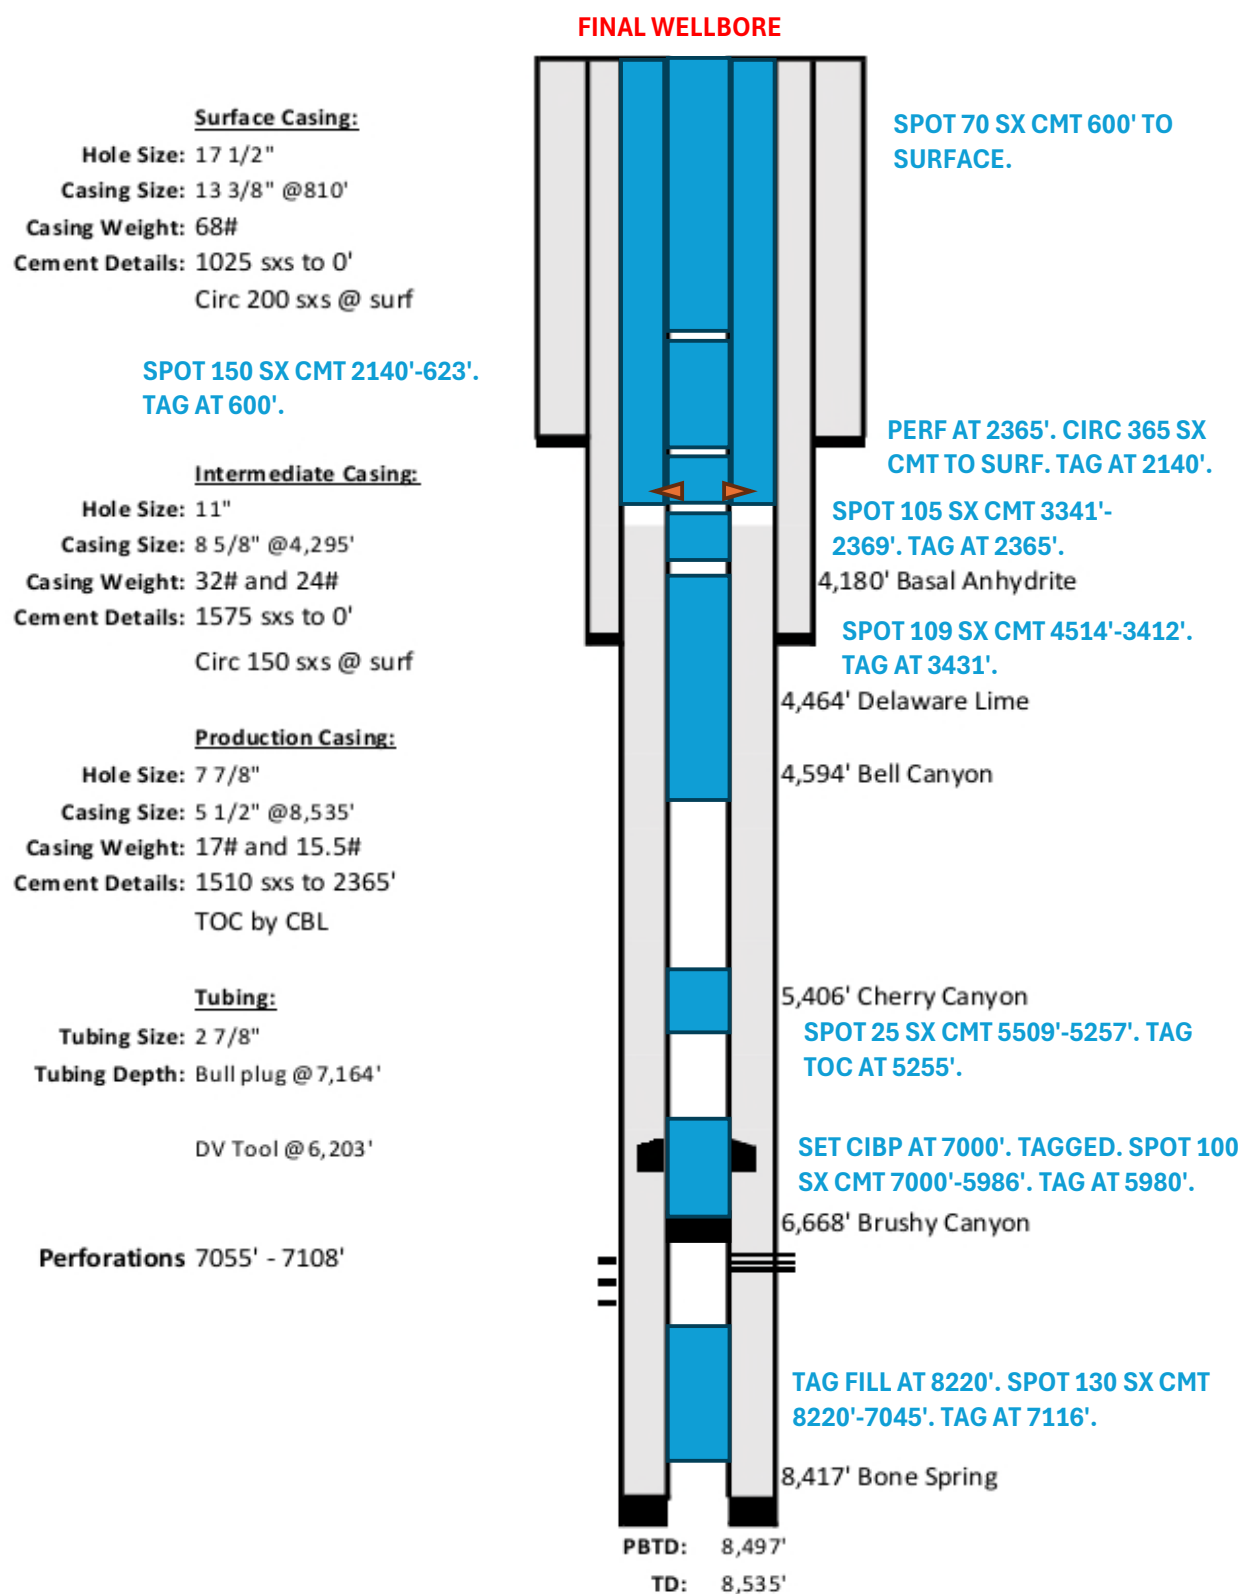 FINAL WELLBORE
Surface Casing:
Hole Size: 17 1/2"
Casing Size: 13 3/8" @810'
Casing Weight: 68#
Cement Details: 1025 sxs to 0'
Circ 200 sxs @ surf
SPOT 70 SX CMT 600' TO
SURFACE.
SPOT 150 SX CMT 2140'-623'.
TAG AT 600'.
PERF AT 2365'. CIRC 365 SX
CMT TO SURF. TAG AT 2140'.
Intermediate Casing:
Hole Size: 11"
Casing Size: 8 5/8" @4,295'
Casing Weight: 32# and 24#
Cement Details: 1575 sxs to 0'
Circ 150 sxs @ surf
SPOT 105 SX CMT 3341'-
2369'. TAG AT 2365'.
4,180' Basal Anhydrite
SPOT 109 SX CMT 4514'-3412'.
TAG AT 3431'.
4,464' Delaware Lime
Production Casing:
Hole Size: 7 7/8"
Casing Size: 5 1/2" @8,535'
Casing Weight: 17# and 15.5#
Cement Details: 1510 sxs to 2365'
TOC by CBL
4,594' Bell Canyon
Tubing:
Tubing Size: 2 7/8"
Tubing Depth: Bull plug @7,164'
5,406' Cherry Canyon
SPOT 25 SX CMT 5509'-5257'. TAG
TOC AT 5255'.
DV Tool @6,203'
SET CIBP AT 7000'. TAGGED. SPOT 100
SX CMT 7000'-5986'. TAG AT 5980'.
6,668' Brushy Canyon
Perforations 7055' - 7108'
TAG FILL AT 8220'. SPOT 130 SX CMT
8220'-7045'. TAG AT 7116'.
8,417' Bone Spring
PBTD: 8,497'
TD: 8,535'